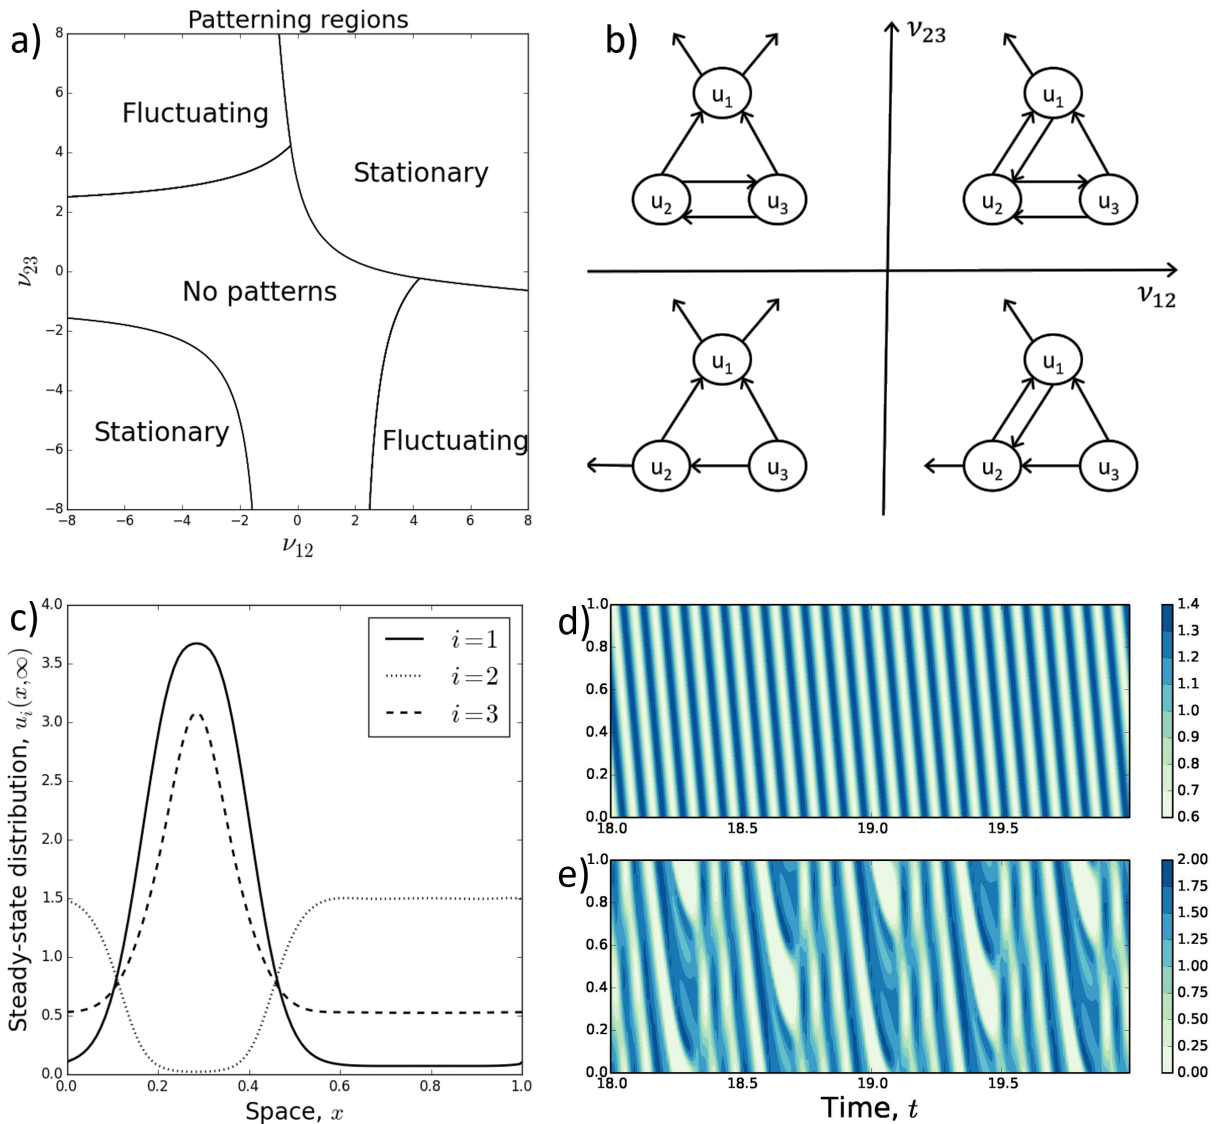 a)
Patterning regions
8
6
4
2
0
−2
−4
−6
−8
ν23
Fluctuating
Stationary
No patterns
Stationary
Fluctuating
−8 −6 −4 −2 0 2 4 6 8
ν12
b)
ν23
ν12
u1
u2 u3
u1
u2 u3
u1
u2 u3
u1
u2 u3
c)
4.0
3.5
3.0
2.5
2.0
1.5
1.0
0.5
0.0
Steady-state distribution, ui(x,∞)
i=1
i=2
i=3
0.0 0.2 0.4 0.6 0.8 1.0
Space, x
d)
1.0
0.8
0.6
0.4
0.2
0.0
18.0 18.5 19.0 19.5
1.4
1.3
1.2
1.1
1.0
0.9
0.8
0.7
0.6
e)
1.0
0.8
0.6
0.4
0.2
0.0
18.0 18.5 19.0 19.5
Time, t
2.00
1.75
1.50
1.25
1.00
0.75
0.50
0.25
0.00